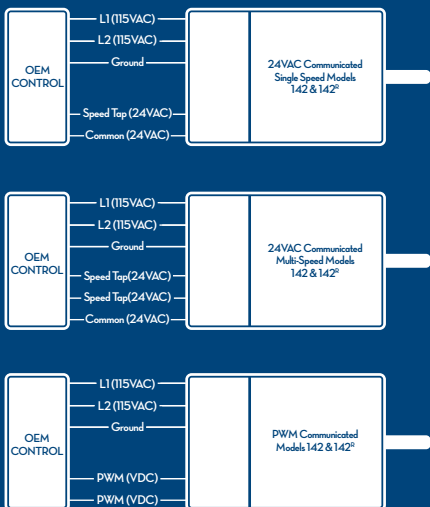 L1 (115VAC)
L2 (115VAC)
Ground
OEM
CONTROL
24VAC Communicated
Single Speed Models
142 & 142R
Speed Tap (24VAC)
Common (24VAC)
L1 (115VAC)
L2 (115VAC)
Ground
OEM
CONTROL
24VAC Communicated
Multi-Speed Models
142 & 142R
Speed Tap(24VAC)
Speed Tap(24VAC)
Common (24VAC)
L1 (115VAC)
L2 (115VAC)
Ground
OEM
CONTROL
PWM Communicated
Models 142 & 142R
PWM (VDC)
PWM (VDC)